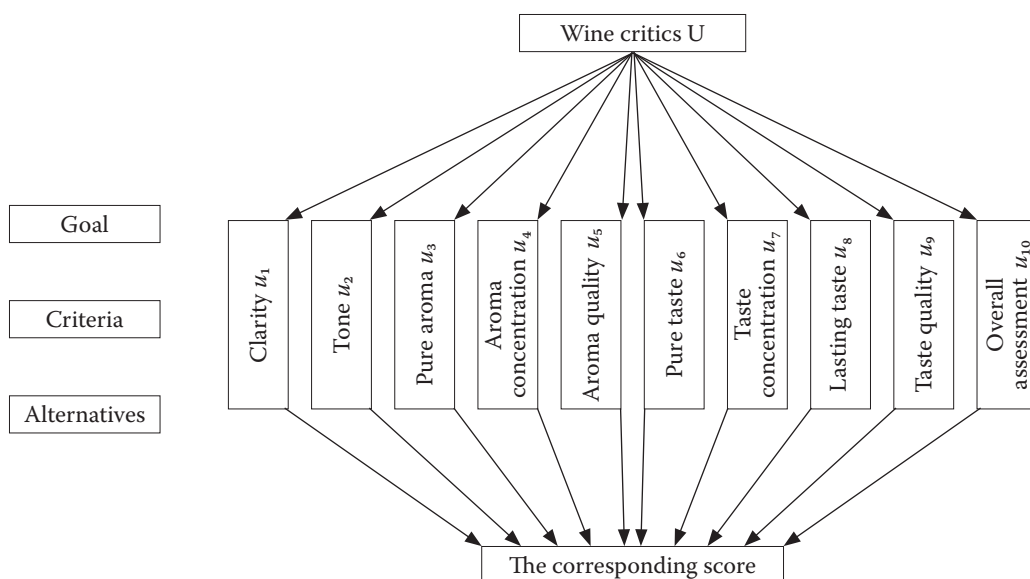 Wine critics U
Goal
Criteria
Alternatives
Clarity u₁
Tone u₂
Pure aroma u₃
Aroma
concentration u₄
Aroma quality u₅
Pure taste u₆
Taste
concentration u₇
Lasting taste u₈
Taste quality u₉
Overall
assessment u₁₀
The corresponding score